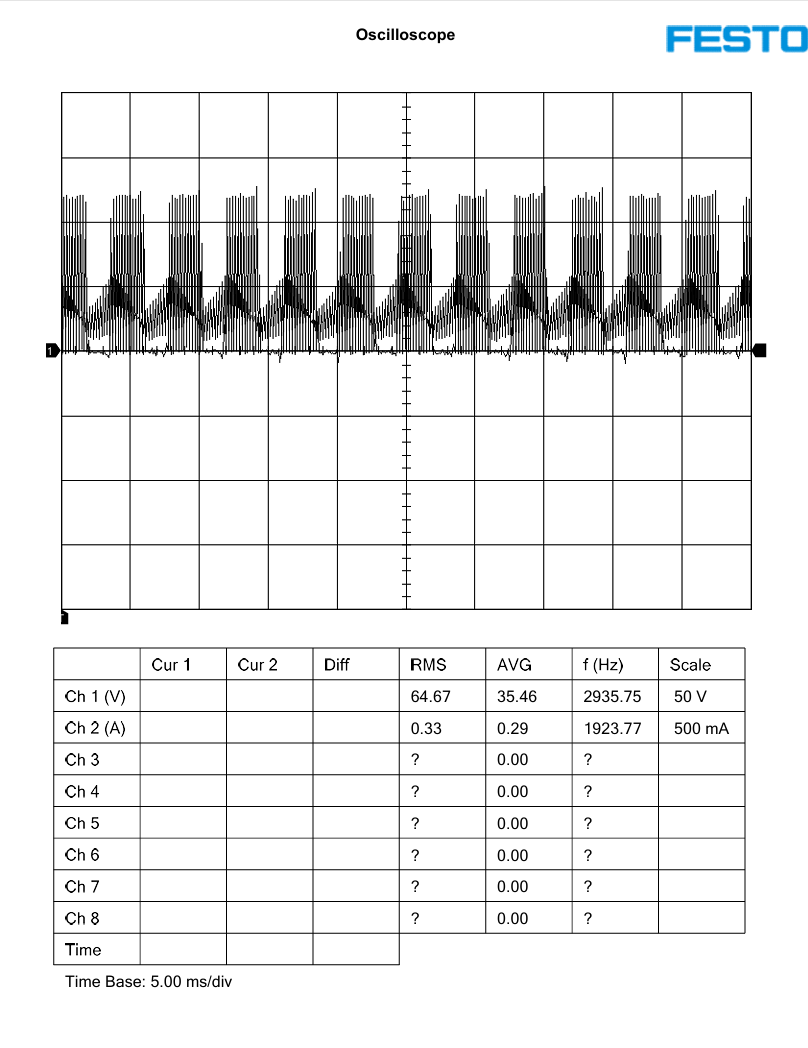 Oscilloscope
FESTO
1
Cur 1 Cur 2 Diff RMS AVG f (Hz) Scale
Ch 1 (V) 64.67 35.46 2935.75 50 V
Ch 2 (A) 0.33 0.29 1923.77 500 mA
Ch 3 ? 0.00 ?
Ch 4 ? 0.00 ?
Ch 5 ? 0.00 ?
Ch 6 ? 0.00 ?
Ch 7 ? 0.00 ?
Ch 8 ? 0.00 ?
Time
Time Base: 5.00 ms/div